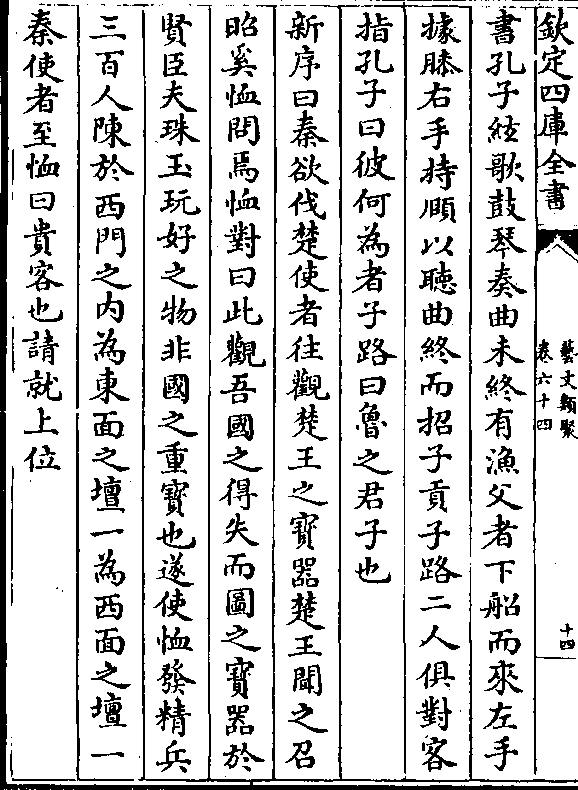 欽定四庫全書
藝文類聚
卷六十四
十四
書孔子絃歌鼓琴奏曲未終有漁父者下船而來左手
據膝右手持頤以聽曲終而招子貢子路二人俱對客
指孔子曰彼何為者子路曰魯之君子也
新序曰秦欲伐楚使者往觀楚王之寶器楚王聞之召
昭奚恤問焉恤對曰此觀吾國之得失而圖之寶器於
賢臣夫珠玉玩好之物非國之重寶也遂使恤發精兵
三百人陳於西門之内為東面之壇一為西面之壇一
秦使者至恤曰貴客也請就上位